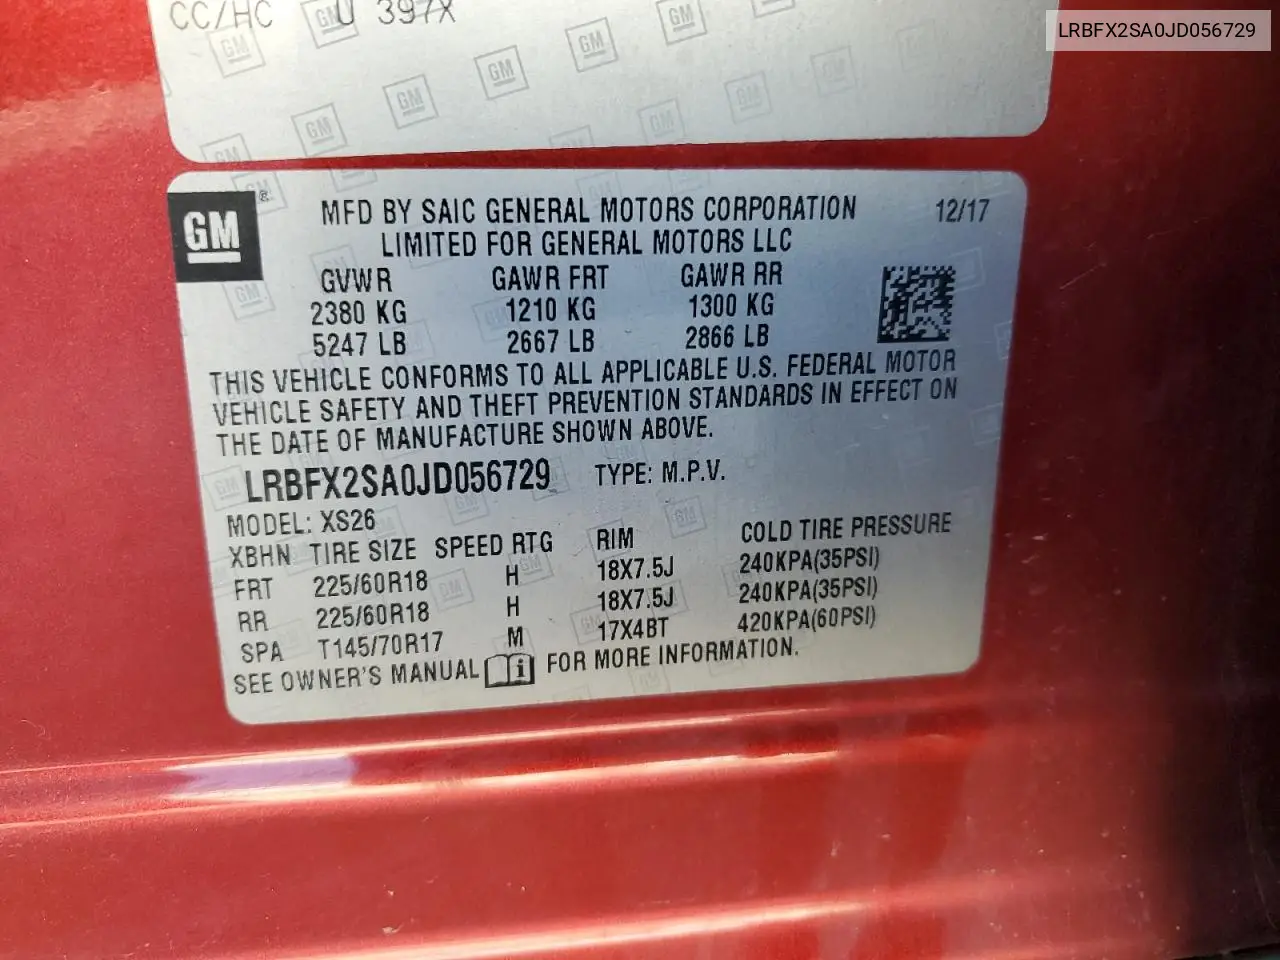 CC/HC U 397X
LRBFX2SA0JD056729
GM
MFD BY SAIC GENERAL MOTORS CORPORATION 12/17
LIMITED FOR GENERAL MOTORS LLC
GVWR GAWR FRT GAWR RR
2380 KG 1210 KG 1300 KG
5247 LB 2667 LB 2866 LB
THIS VEHICLE CONFORMS TO ALL APPLICABLE U.S. FEDERAL MOTOR
VEHICLE SAFETY AND THEFT PREVENTION STANDARDS IN EFFECT ON
THE DATE OF MANUFACTURE SHOWN ABOVE.
LRBFX2SA0JD056729 TYPE: M.P.V.
MODEL: XS26
XBHN TIRE SIZE SPEED RTG RIM COLD TIRE PRESSURE
FRT 225/60R18 H 18X7.5J 240KPA(35PSI)
RR 225/60R18 H 18X7.5J 240KPA(35PSI)
SPA T145/70R17 M 17X4BT 420KPA(60PSI)
SEE OWNER'S MANUAL i FOR MORE INFORMATION.